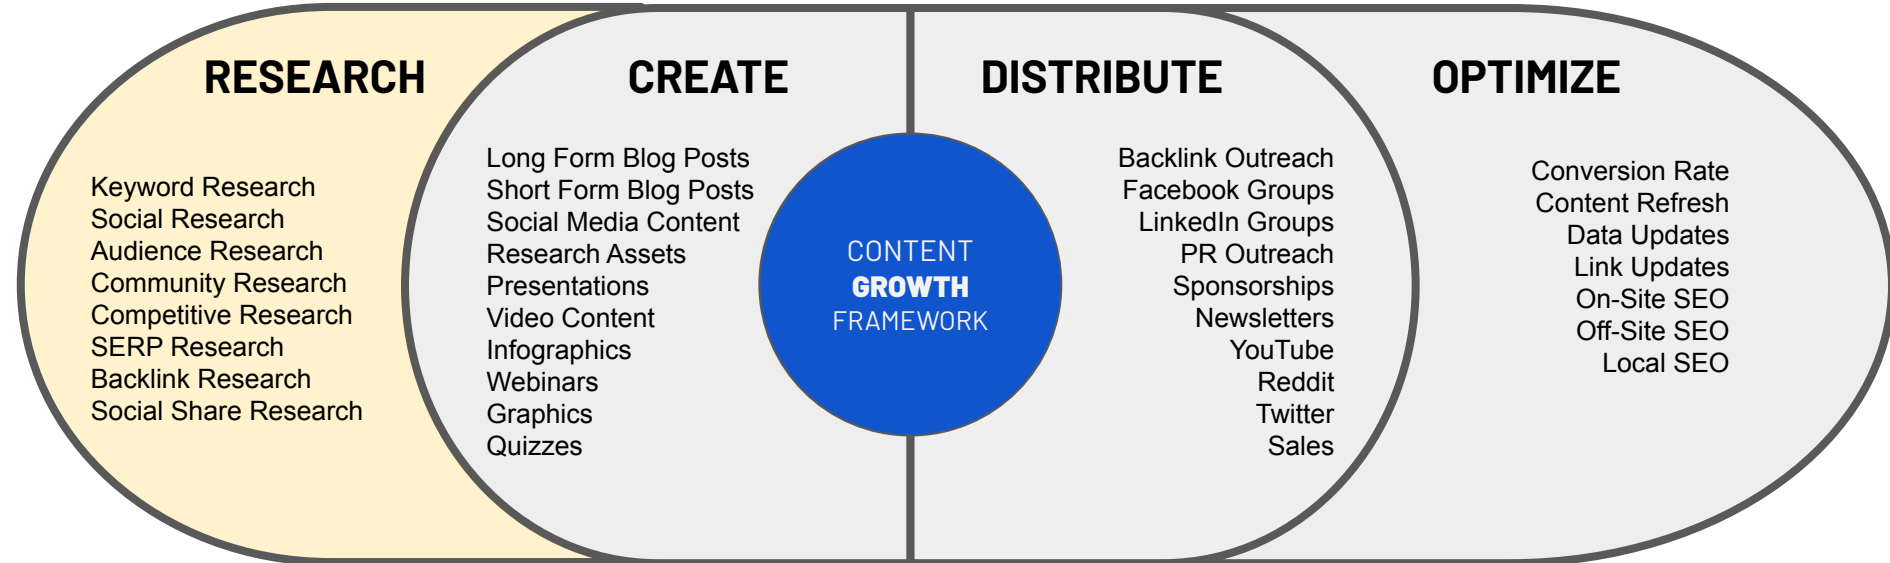 RESEARCH
Keyword Research
Social Research
Audience Research
Community Research
Competitive Research
SERP Research
Backlink Research
Social Share Research
CREATE
Long Form Blog Posts
Short Form Blog Posts
Social Media Content
Research Assets
Presentations
Video Content
Infographics
Webinars
Graphics
Quizzes
CONTENT
GROWTH
FRAMEWORK
DISTRIBUTE
Backlink Outreach
Facebook Groups
LinkedIn Groups
PR Outreach
Sponsorships
Newsletters
YouTube
Reddit
Twitter
Sales
OPTIMIZE
Conversion Rate
Content Refresh
Data Updates
Link Updates
On-Site SEO
Off-Site SEO
Local SEO